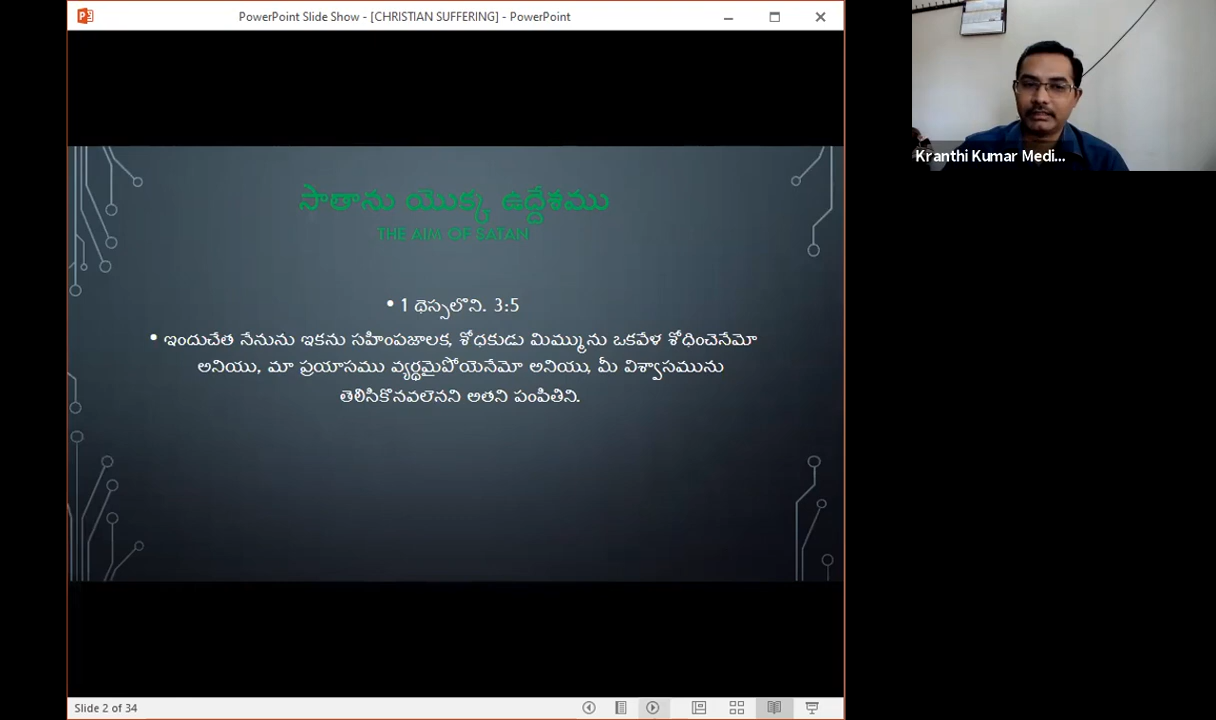 PowerPoint Slide Show - [CHRISTIAN SUFFERING] - PowerPoint
Kranthi Kumar Medi...
సాతాను యొక్క ఉద్దేశము
THE AIM OF SATAN
• 1 థెస్సలొని. 3:5
• ఇందుచేత నేనును ఇకను సహింపజాలక, శోధకుడు మిమ్మును ఒకవేళ శోధించెనేమో
అనియు, మా ప్రయాసము వ్యర్థమైపోయెనేమో అనియు, మీ విశ్వాసమును
తెలిసికొనవలెనని అతని పంపితిని.
Slide 2 of 34